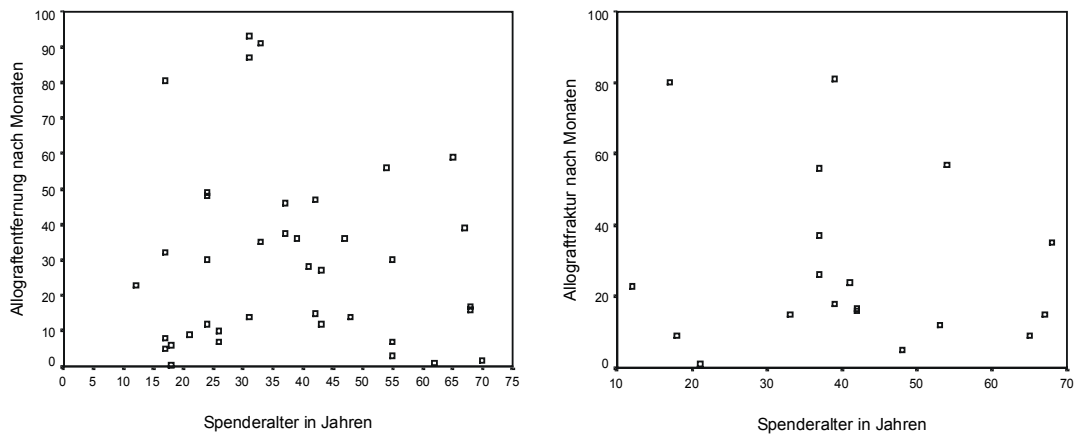 Allograftentfernung nach Monaten
100
90
80
70
60
50
40
30
20
10
0
0 5 10 15 20 25 30 35 40 45 50 55 60 65 70 75
Spenderalter in Jahren
Allograftfraktur nach Monaten
100
80
60
40
20
0
10 20 30 40 50 60 70
Spenderalter in Jahren